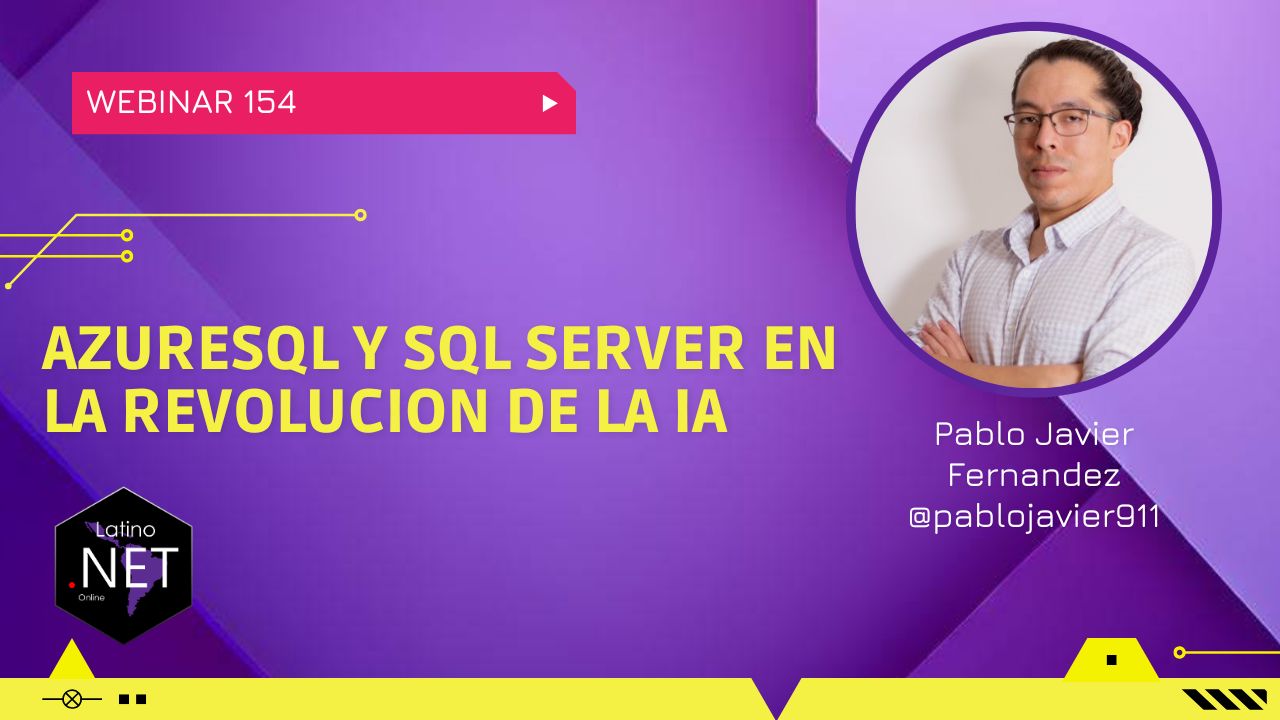 WEBINAR 154
AZURESQL Y SQL SERVER EN
LA REVOLUCION DE LA IA
Pablo Javier
Fernandez
@pablojavier911
Latino
.NET
Online